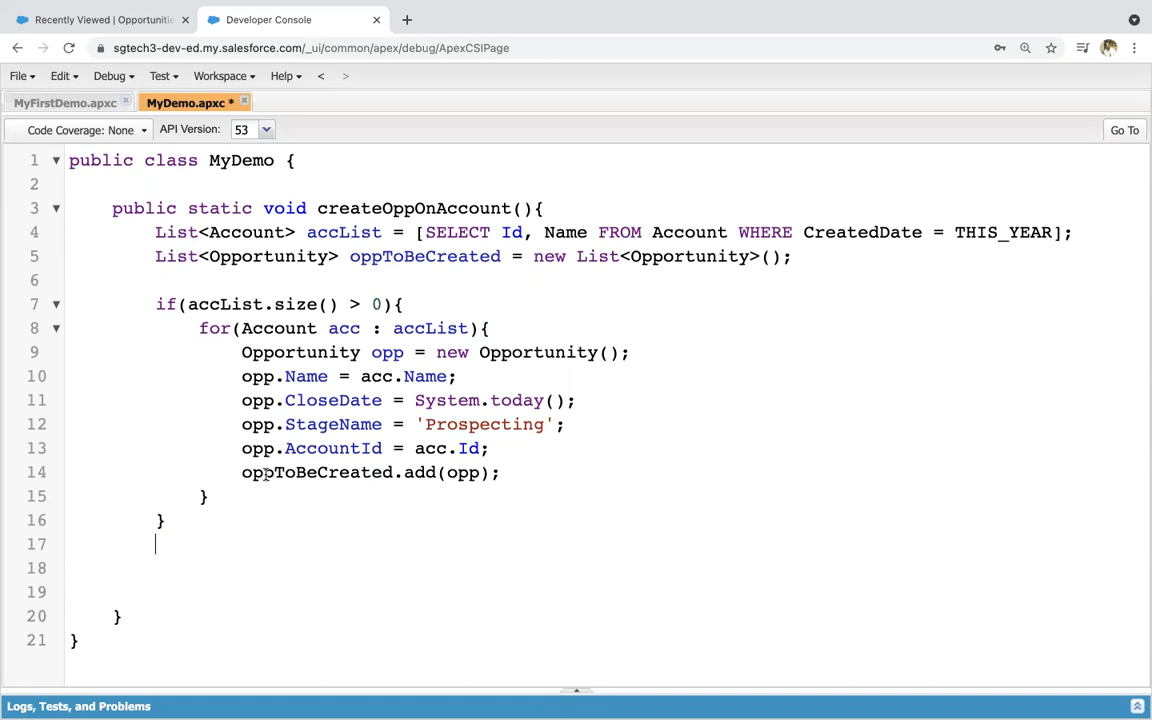 Recently Viewed | Opportunities
Developer Console
sgtech3-dev-ed.my.salesforce.com/_ui/common/apex/debug/ApexCSIPage
File Edit Debug Test Workspace Help < >
MyFirstDemo.apxc MyDemo.apxc *
Code Coverage: None API Version: 53 Go To
1 public class MyDemo {
2
3 public static void createOppOnAccount(){
4 List<Account> accList = [SELECT Id, Name FROM Account WHERE CreatedDate = THIS_YEAR];
5 List<Opportunity> oppToBeCreated = new List<Opportunity>();
6
7 if(accList.size() > 0){
8 for(Account acc : accList){
9 Opportunity opp = new Opportunity();
10 opp.Name = acc.Name;
11 opp.CloseDate = System.today();
12 opp.StageName = 'Prospecting';
13 opp.AccountId = acc.Id;
14 oppToBeCreated.add(opp);
15 }
16 }
17
18
19
20 }
21 }
Logs, Tests, and Problems